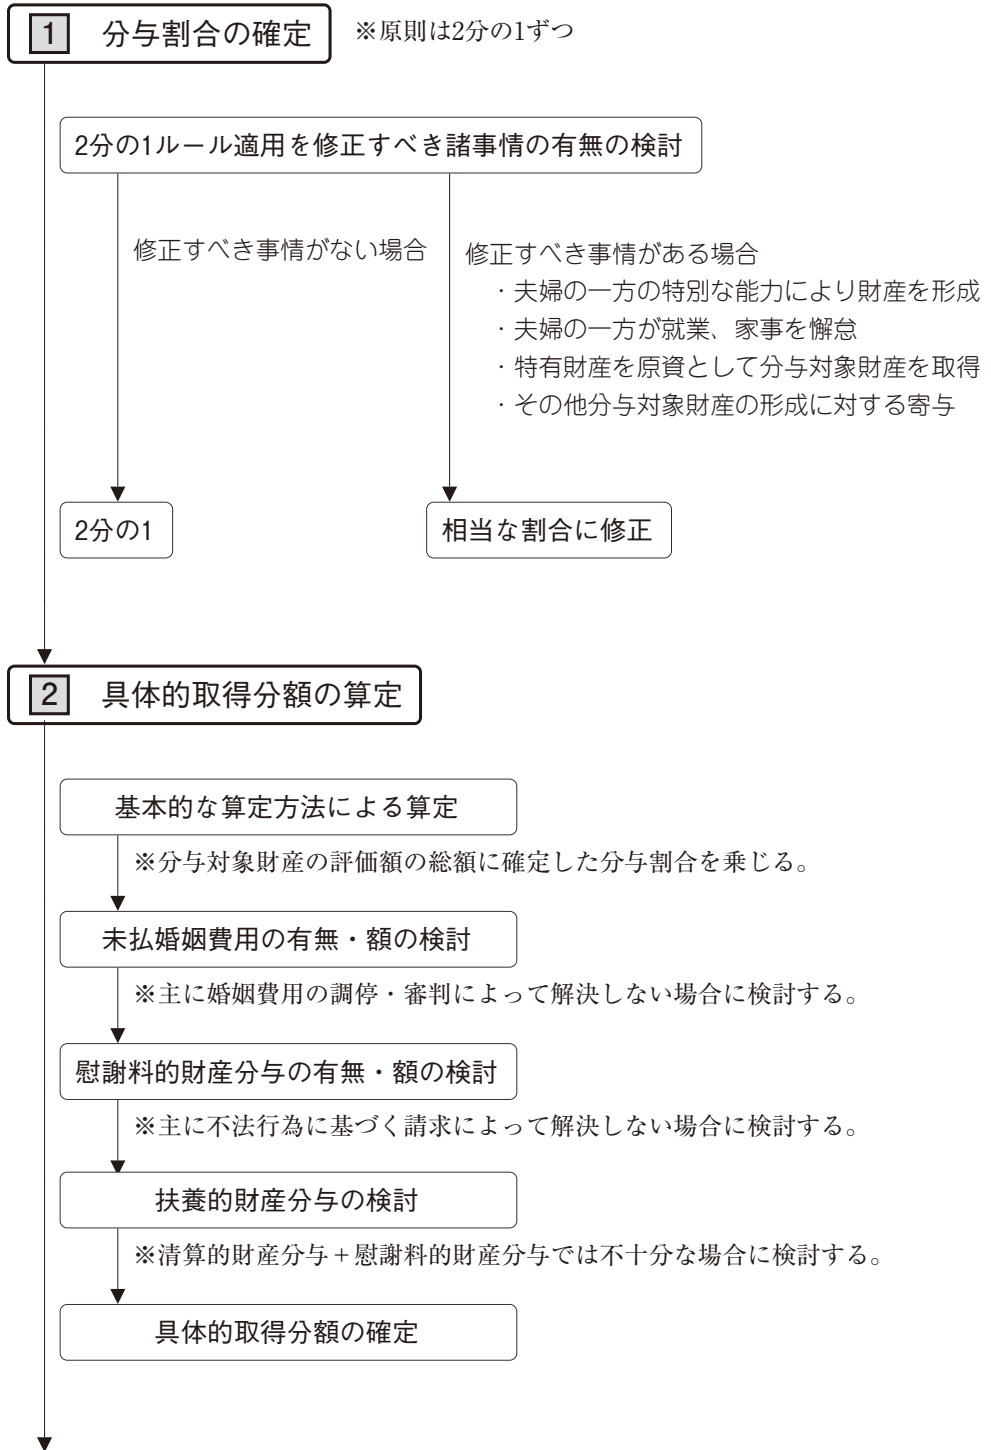 1 分与割合の確定 ※原則は2分の1ずつ
2分の1ルール適用を修正すべき諸事情の有無の検討
修正すべき事情がない場合
修正すべき事情がある場合
・夫婦の一方の特別な能力により財産を形成
・夫婦の一方が就業、家事を懈怠
・特有財産を原資として分与対象財産を取得
・その他分与対象財産の形成に対する寄与
2分の1
相当な割合に修正
2 具体的取得分額の算定
基本的な算定方法による算定
※分与対象財産の評価額の総額に確定した分与割合を乗じる。
未払婚姻費用の有無・額の検討
※主に婚姻費用の調停・審判によって解決しない場合に検討する。
慰謝料的財産分与の有無・額の検討
※主に不法行為に基づく請求によって解決しない場合に検討する。
扶養的財産分与の検討
※清算的財産分与+慰謝料的財産分与では不十分な場合に検討する。
具体的取得分額の確定